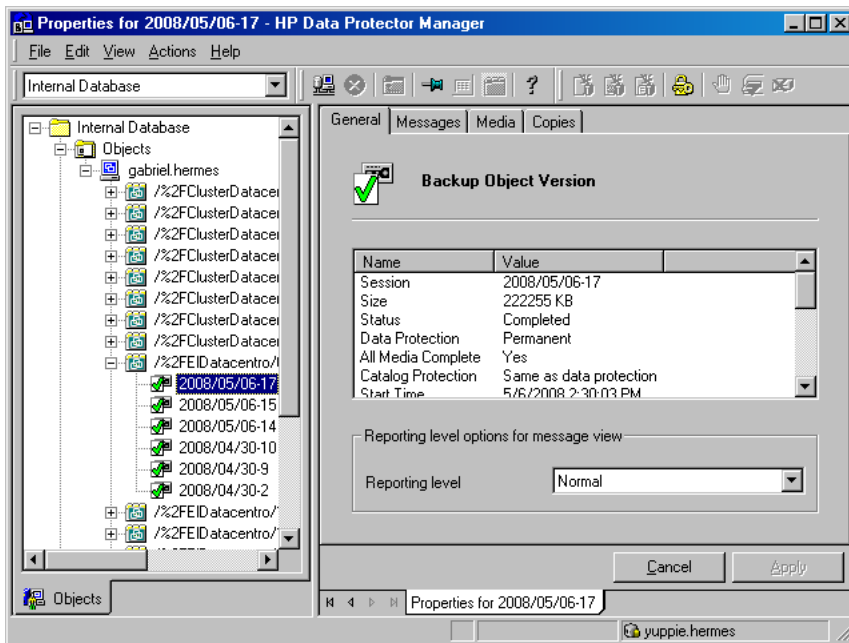 Properties for 2008/05/06-17 - HP Data Protector Manager
File Edit View Actions Help
Internal Database
Internal Database
Objects
gabriel.hermes
/%2FClusterDatacer
/%2FClusterDatacer
/%2FClusterDatacer
/%2FClusterDatacer
/%2FClusterDatacer
/%2FClusterDatacer
/%2FClusterDatacer
/%2FClusterDatacer
/%2FEIDatacentro/
2008/05/06-17
2008/05/06-15
2008/05/06-14
2008/04/30-10
2008/04/30-9
2008/04/30-2
/%2FEIDatacentro/
/%2FEIDatacentro/
Objects
General Messages Media Copies
Backup Object Version
Name Value
Session 2008/05/06-17
Size 222255 KB
Status Completed
Data Protection Permanent
All Media Complete Yes
Catalog Protection Same as data protection
Start Time 5/6/2008 2:30:03 PM
Reporting level options for message view
Reporting level Normal
Cancel Apply
Properties for 2008/05/06-17
yuppie.hermes